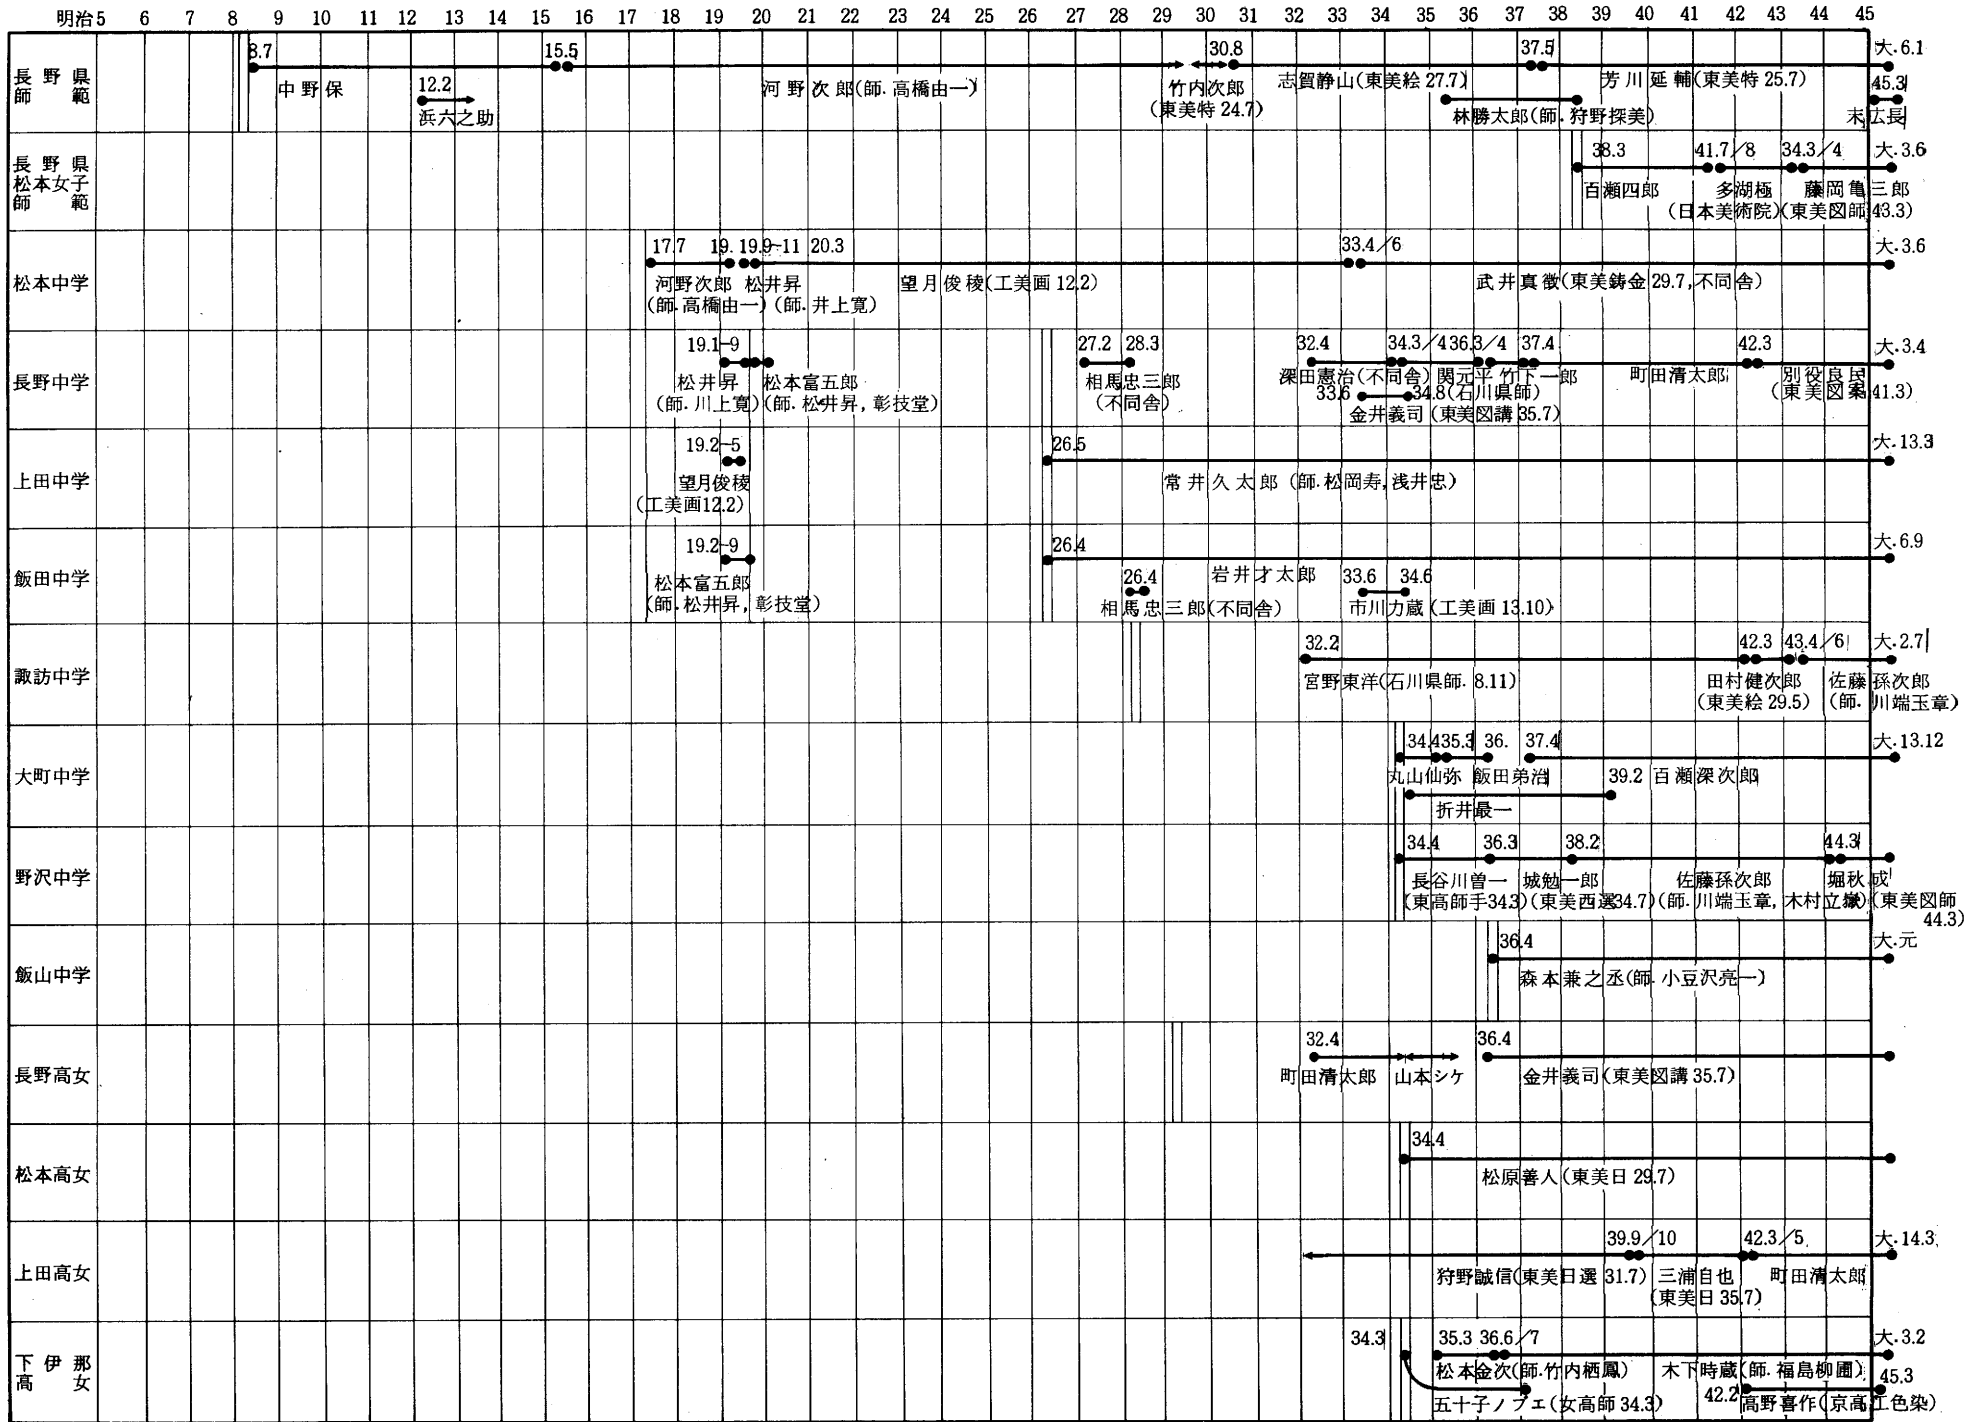 明治5 6 7 8 9 10 11 12 13 14 15 16 17 18 19 20 21 22 23 24 25 26 27 28 29 30 31 32 33 34 35 36 37 38 39 40 41 42 43 44 45
長野県
師範
8.7 15.5 30.8 37.5 大.6.1
中野保 12.2 河野次郎(師.高橋由一) 竹内次郎 志賀静山(東美絵27.7) 芳川延輔(東美特25.7) 45.3
浜六之助 (東美特24.7) 林勝太郎(師.狩野探美) 末広長
長野県
松本女子
師範
38.3 41.7/8 34.3/4 大.3.6
百瀬四郎 多湖極 藤岡亀三郎
(日本美術院)(東美図師43.3)
松本中学
17.7 19. 19.9-11 20.3 33.4/6 大.3.6
河野次郎 松井昇 望月俊稜(工美画12.2) 武井真澂(東美鋳金29.7,不同舎)
(師.高橋由一)(師.井上寛)
長野中学
19.1-9 27.2 28.3 32.4 34.3/4 36.3/4 37.4 42.3 大.3.4
松井昇 松本富五郎 相馬忠三郎 深田憲治(不同舎) 関元平 竹下一郎 町田清太郎 別役良民
(師.川上寛)(師.松井昇,彰技堂) (不同舎) 33.6 34.8(石川県師) (東美図案41.3)
金井義司(東美図講35.7)
上田中学
19.2-5 26.5 大.13.3
望月俊稜 常井久太郎(師.松岡寿,浅井忠)
(工美画12.2)
飯田中学
19.2-9 26.4 大.6.9
松本富五郎 26.4 岩井才太郎 33.6 34.6
(師.松井昇,彰技堂) 相馬忠三郎(不同舎) 市川力蔵(工美画13.10)
諏訪中学
32.2 42.3 43.4/6 大.2.7
宮野東洋(石川県師.8.11) 田村健次郎 佐藤孫次郎
(東美絵29.5) (師.川端玉章)
大町中学
34.4 35.3 36. 37.4 大.13.12
丸山仙弥 飯田弟治 39.2 百瀬深次郎
折井最一
野沢中学
34.4 36.3 38.2 44.3
長谷川曽一 城勉一郎 佐藤孫次郎 堀秋成
(東高師手34.3)(東美西選34.7)(師.川端玉章,木村立嶽)(東美図師
44.3)
飯山中学
36.4 大.元
森本兼之丞(師.小豆沢亮一)
長野高女
32.4 36.4
町田清太郎 山本シケ 金井義司(東美図講35.7)
松本高女
34.4
松原善人(東美日29.7)
上田高女
39.9/10 42.3/5 大.14.3
狩野誠信(東美日選31.7) 三浦自也 町田清太郎
(東美日35.7)
下伊那
高女
34.3 35.3 36.6/7 大.3.2
松本金次(師.竹内栖鳳) 木下時蔵(師.福島柳圃) 45.3
五十子ノブエ(女高師34.3) 42.2 高野喜作(京高工色染)